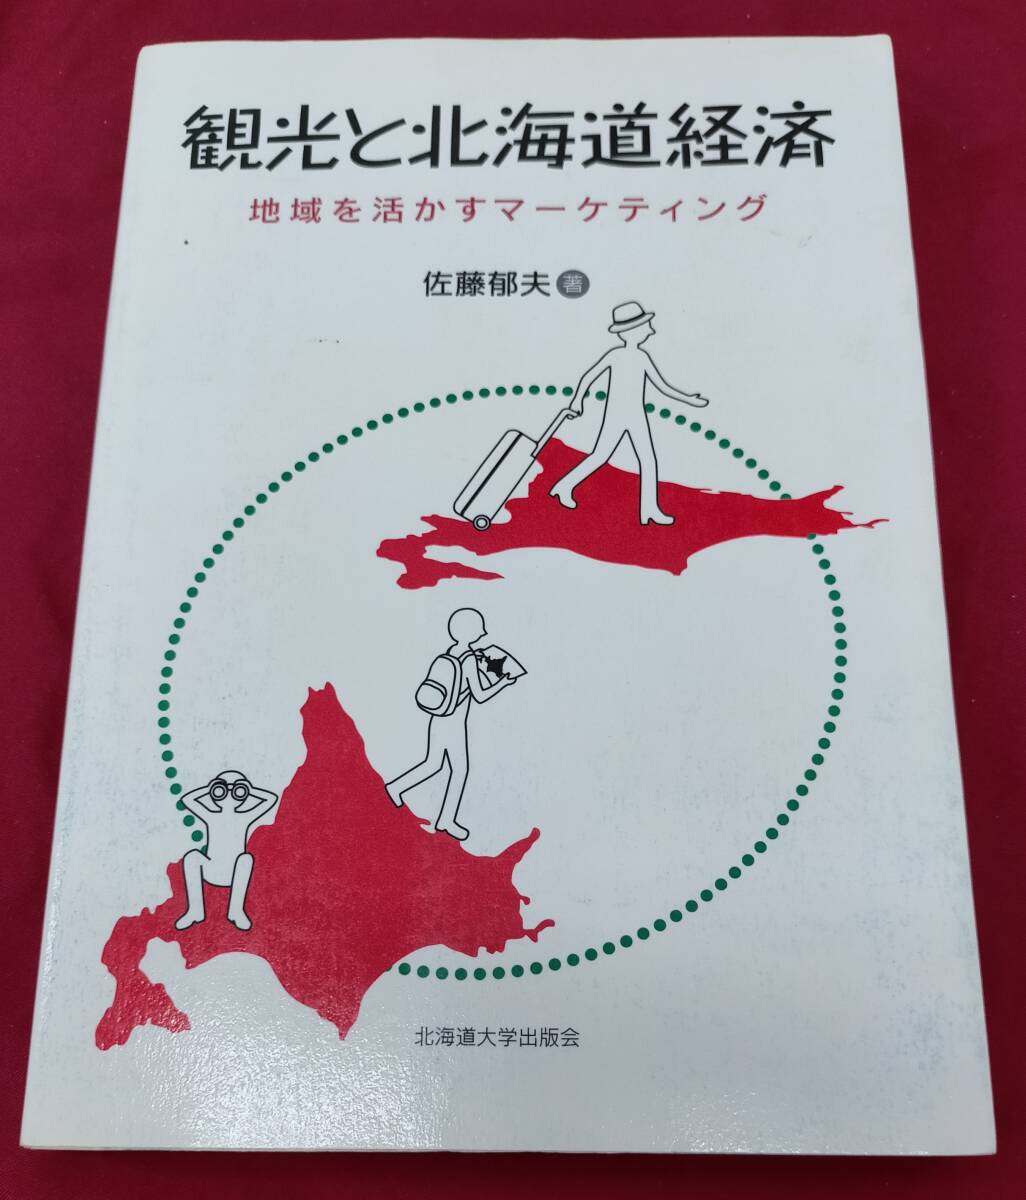 観光と北海道経済
地域を活かすマーケティング
佐藤郁夫 著
北海道大学出版会